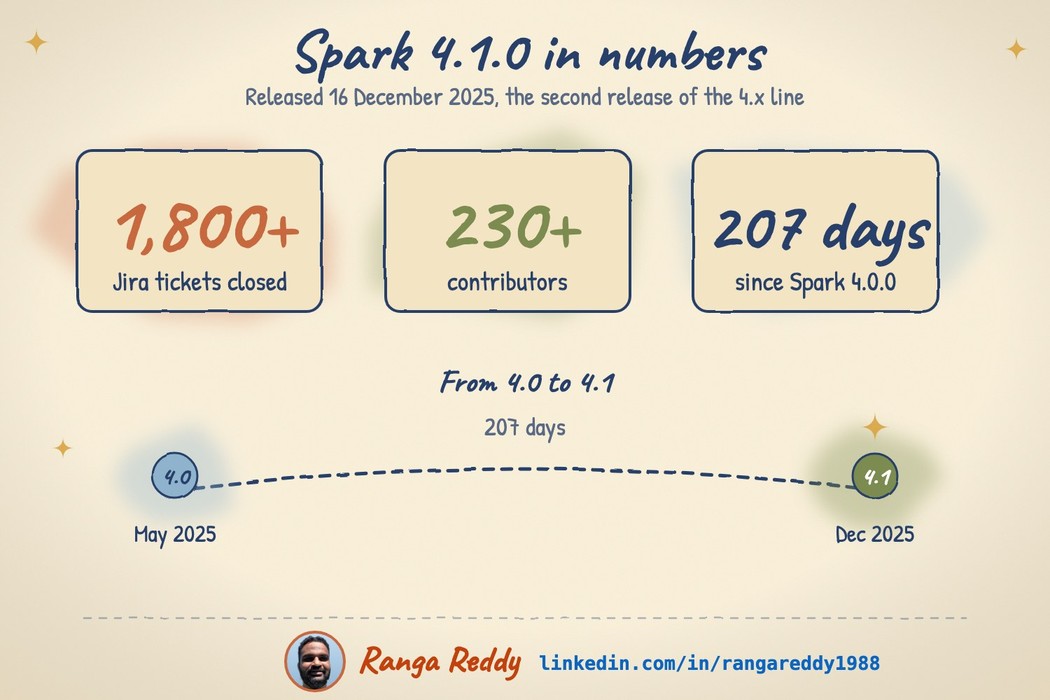 Spark 4.1.0 in numbers
Released 16 December 2025, the second release of the 4.x line
1,800+
Jira tickets closed
230+
contributors
207 days
since Spark 4.0.0
From 4.0 to 4.1
207 days
4.0
4.1
May 2025
Dec 2025
Ranga Reddy linkedin.com/in/rangareddy1988